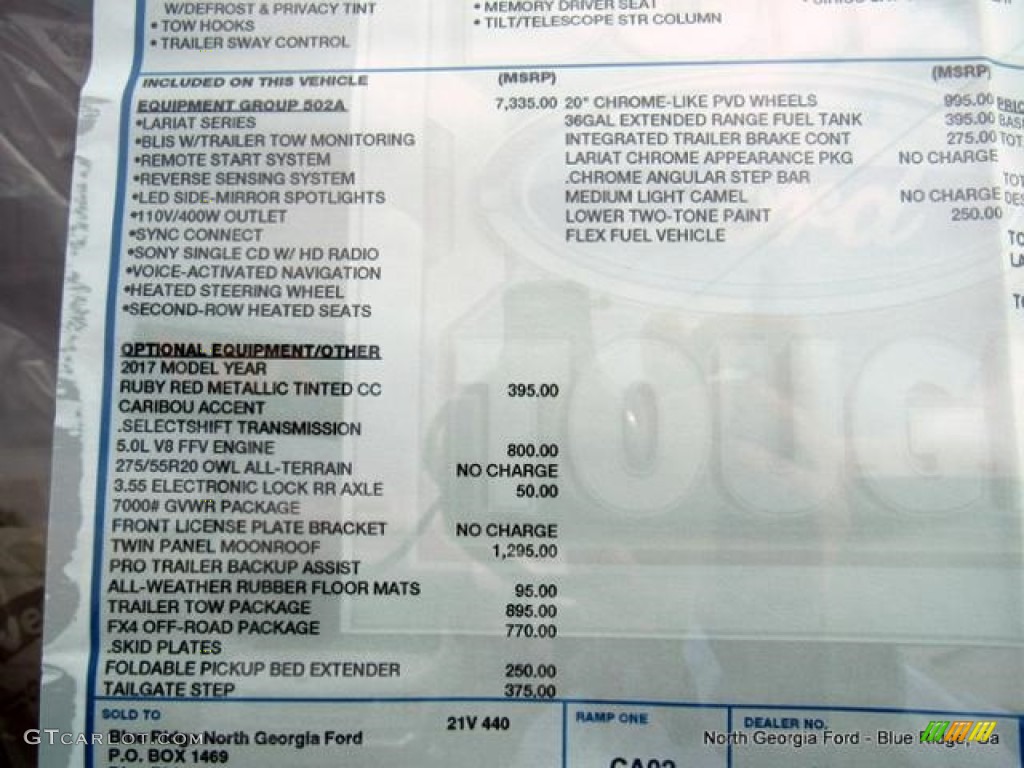 W/DEFROST & PRIVACY TINT
• TOW HOOKS
• TRAILER SWAY CONTROL
• MEMORY DRIVER SEAT
• TILT/TELESCOPE STR COLUMN
INCLUDED ON THIS VEHICLE (MSRP)
EQUIPMENT GROUP 502A 7,335.00
•LARIAT SERIES
•BLIS W/TRAILER TOW MONITORING
•REMOTE START SYSTEM
•REVERSE SENSING SYSTEM
•LED SIDE-MIRROR SPOTLIGHTS
•110V/400W OUTLET
•SYNC CONNECT
•SONY SINGLE CD W/ HD RADIO
•VOICE-ACTIVATED NAVIGATION
•HEATED STEERING WHEEL
•SECOND-ROW HEATED SEATS
OPTIONAL EQUIPMENT/OTHER
2017 MODEL YEAR
RUBY RED METALLIC TINTED CC 395.00
CARIBOU ACCENT
.SELECTSHIFT TRANSMISSION
5.0L V8 FFV ENGINE 800.00
275/55R20 OWL ALL-TERRAIN NO CHARGE
3.55 ELECTRONIC LOCK RR AXLE 50.00
7000# GVWR PACKAGE
FRONT LICENSE PLATE BRACKET NO CHARGE
TWIN PANEL MOONROOF 1,295.00
PRO TRAILER BACKUP ASSIST
ALL-WEATHER RUBBER FLOOR MATS 95.00
TRAILER TOW PACKAGE 895.00
FX4 OFF-ROAD PACKAGE 770.00
.SKID PLATES
FOLDABLE PICKUP BED EXTENDER 250.00
TAILGATE STEP 375.00
(MSRP)
20" CHROME-LIKE PVD WHEELS 995.00
36GAL EXTENDED RANGE FUEL TANK 395.00
INTEGRATED TRAILER BRAKE CONT 275.00
LARIAT CHROME APPEARANCE PKG NO CHARGE
.CHROME ANGULAR STEP BAR
MEDIUM LIGHT CAMEL NO CHARGE
LOWER TWO-TONE PAINT 250.00
FLEX FUEL VEHICLE
Ford
TOUG
SOLD TO
21V 440
North Georgia Ford
P.O. BOX 1469
RAMP ONE
CA02
DEALER NO.
GTcarlot.com
North Georgia Ford - Blue Ridge, Ga